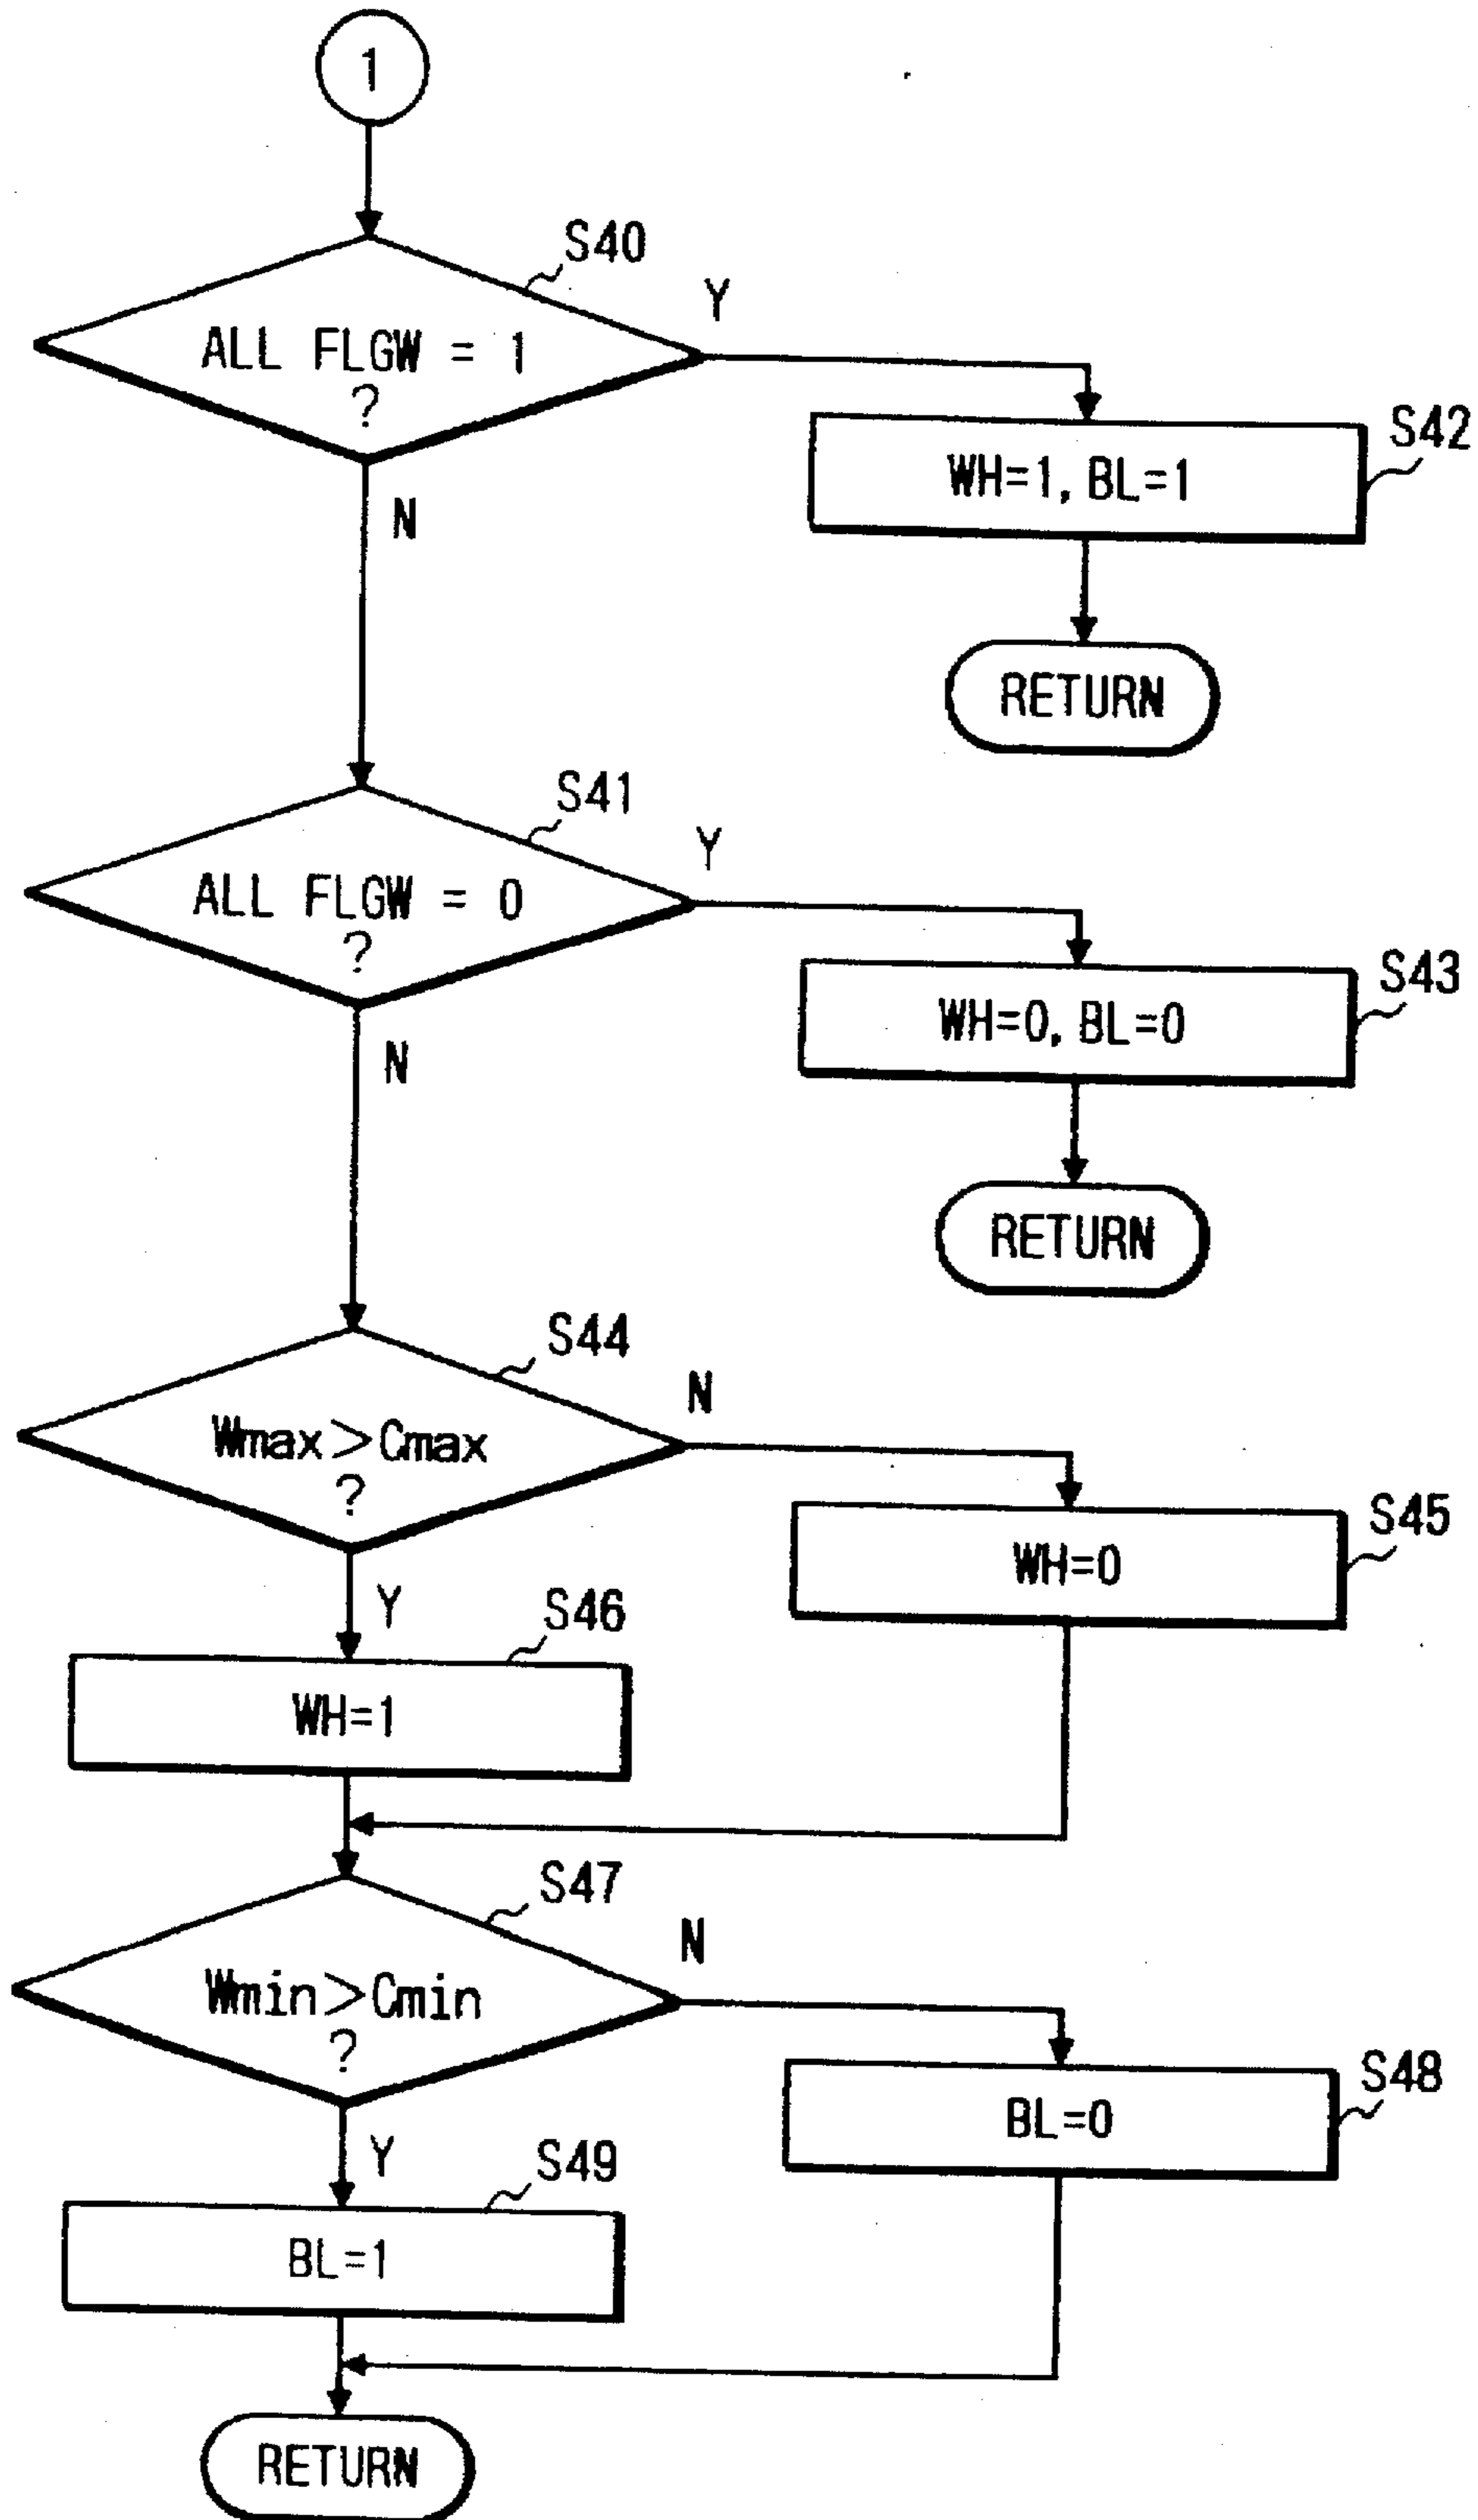 1
S40
ALL FLGW = 1
?
Y
N
S42
WH=1, BL=1
RETURN
S41
ALL FLGW = 0
?
Y
N
S43
WH=0, BL=0
RETURN
S44
Wmax>Cmax
?
N
Y
S45
WH=0
S46
WH=1
S47
Wmin>Cmin
?
N
Y
S48
BL=0
S49
BL=1
RETURN